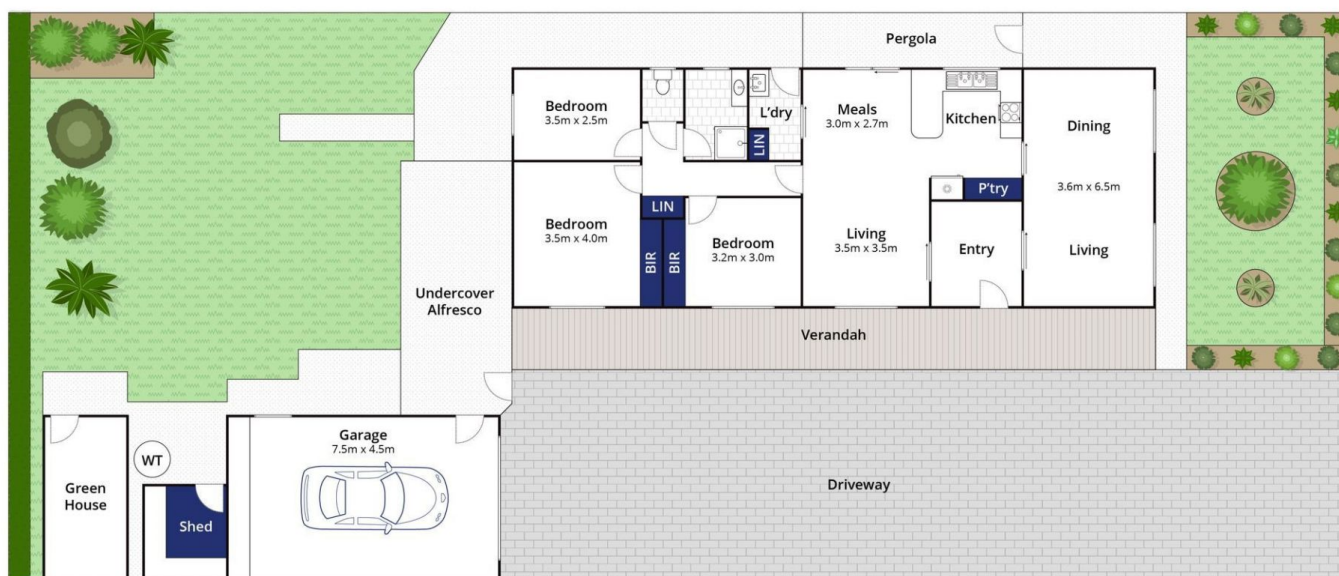 Pergola
Bedroom
3.5m x 2.5m
L'dry
LIN
Meals
3.0m x 2.7m
Kitchen
Dining
3.6m x 6.5m
Living
P'try
Bedroom
3.5m x 4.0m
LIN
BIR
BIR
Bedroom
3.2m x 3.0m
Living
3.5m x 3.5m
Entry
Undercover
Alfresco
Verandah
Garage
7.5m x 4.5m
WT
Green
House
Shed
Driveway